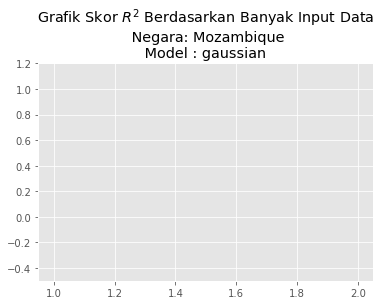 Grafik Skor R² Berdasarkan Banyak Input Data
Negara: Mozambique
Model : gaussian
1.2
1.0
0.8
0.6
0.4
0.2
0.0
−0.2
−0.4
1.0 1.2 1.4 1.6 1.8 2.0